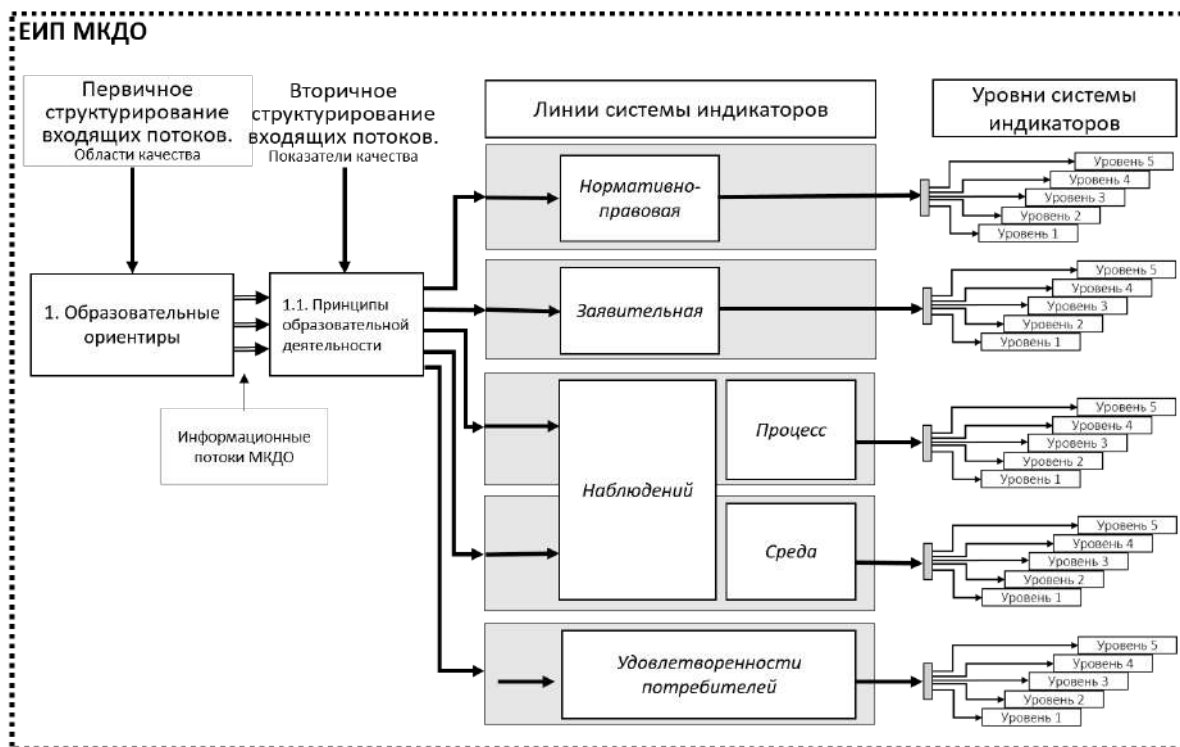 ЕИП МКДО
Первичное
структурирование
входящих потоков.
Области качества
Вторичное
структурирование
входящих потоков.
Показатели качества
Линии системы индикаторов
Уровни системы
индикаторов
1. Образовательные
ориентиры
1.1. Принципы
образовательной
деятельности
Информационные
потоки МКДО
Нормативно-
правовая
Уровень 5
Уровень 4
Уровень 3
Уровень 2
Уровень 1
Заявительная
Уровень 5
Уровень 4
Уровень 3
Уровень 2
Уровень 1
Наблюдений
Процесс
Уровень 5
Уровень 4
Уровень 3
Уровень 2
Уровень 1
Среда
Уровень 5
Уровень 4
Уровень 3
Уровень 2
Уровень 1
Удовлетворенности
потребителей
Уровень 5
Уровень 4
Уровень 3
Уровень 2
Уровень 1